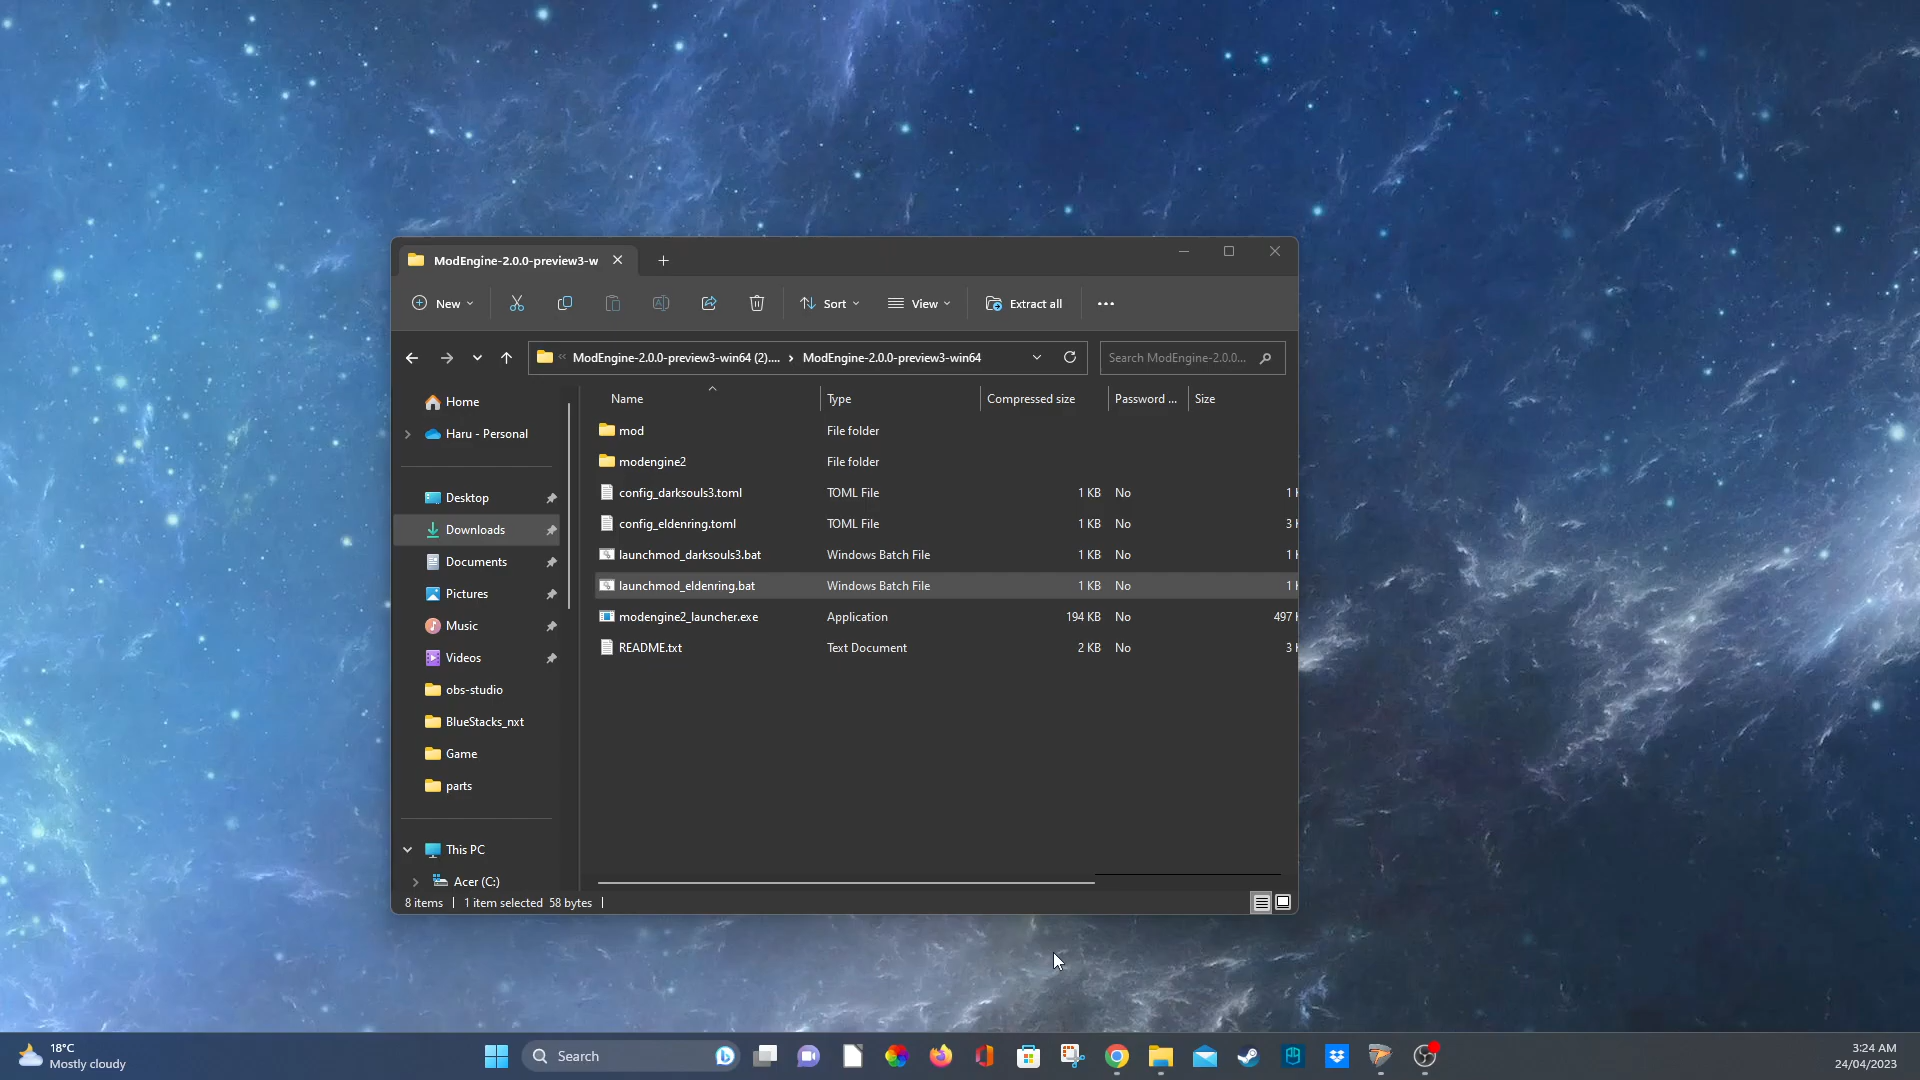 ModEngine-2.0.0-preview3-w
New
Sort
View
Extract all
ModEngine-2.0.0-preview3-win64 (2).... › ModEngine-2.0.0-preview3-win64
Search ModEngine-2.0.0...
Name Type Compressed size Password ... Size
Home
Haru - Personal
Desktop
Downloads
Documents
Pictures
Music
Videos
obs-studio
BlueStacks_nxt
Game
parts
This PC
Acer (C:)
mod File folder
modengine2 File folder
config_darksouls3.toml TOML File 1 KB No 1
config_eldenring.toml TOML File 1 KB No 3
launchmod_darksouls3.bat Windows Batch File 1 KB No 1
launchmod_eldenring.bat Windows Batch File 1 KB No 1
modengine2_launcher.exe Application 194 KB No 497
README.txt Text Document 2 KB No 3
8 items | 1 item selected 58 bytes |
18°C
Mostly cloudy
Search
3:24 AM
24/04/2023